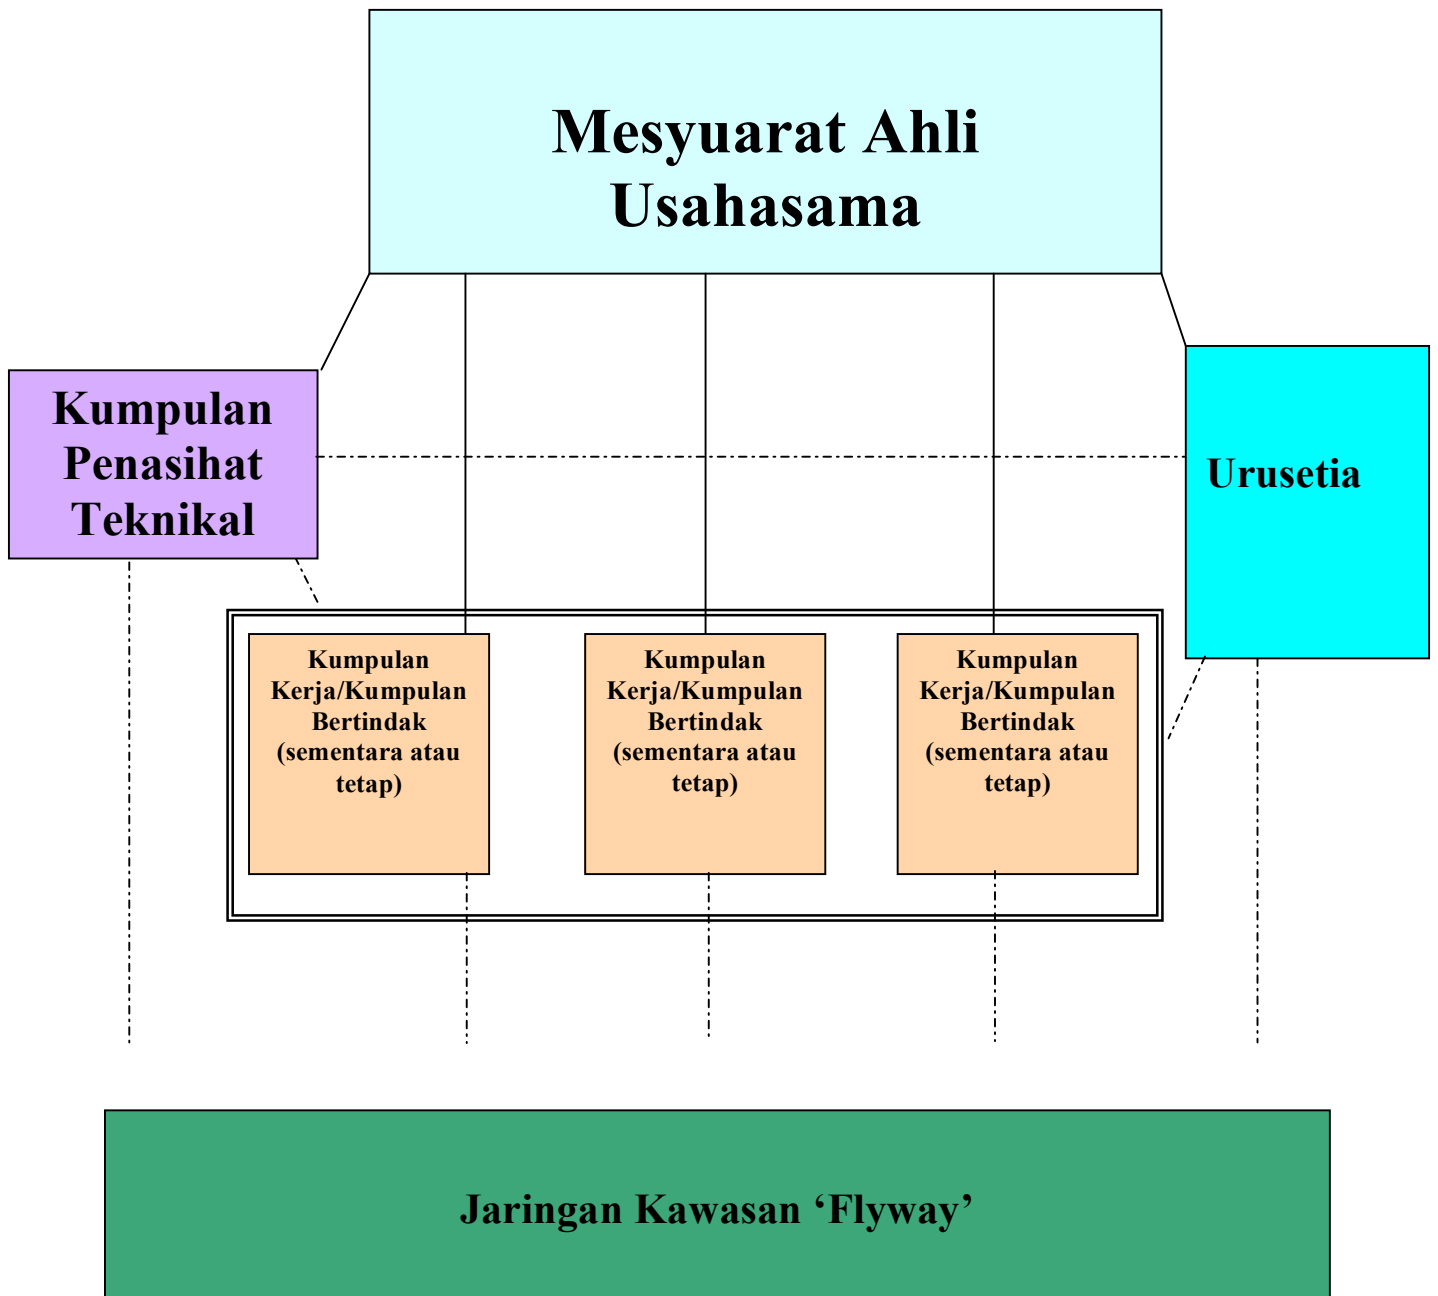 Mesyuarat Ahli
Usahasama
Kumpulan
Penasihat
Teknikal
Urusetia
Kumpulan
Kerja/Kumpulan
Bertindak
(sementara atau
tetap)
Kumpulan
Kerja/Kumpulan
Bertindak
(sementara atau
tetap)
Kumpulan
Kerja/Kumpulan
Bertindak
(sementara atau
tetap)
Jaringan Kawasan ‘Flyway’